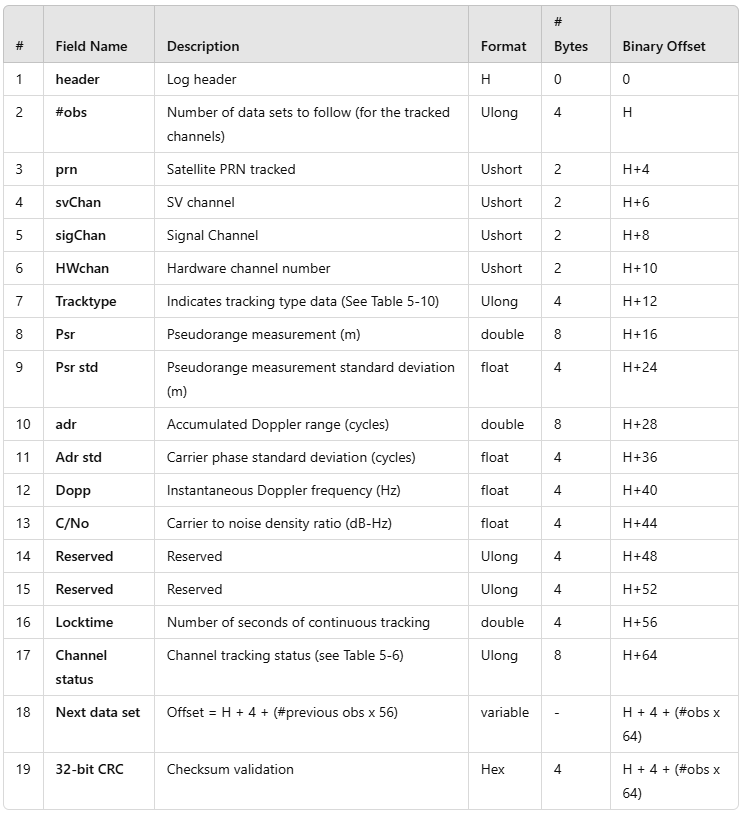 #
# Field Name Description Format Bytes Binary Offset
1 header Log header H 0 0
2 #obs Number of data sets to follow (for the tracked Ulong 4 H
channels)
3 prn Satellite PRN tracked Ushort 2 H+4
4 svChan SV channel Ushort 2 H+6
5 sigChan Signal Channel Ushort 2 H+8
6 HWchan Hardware channel number Ushort 2 H+10
7 Tracktype Indicates tracking type data (See Table 5-10) Ulong 4 H+12
8 Psr Pseudorange measurement (m) double 8 H+16
9 Psr std Pseudorange measurement standard deviation float 4 H+24
(m)
10 adr Accumulated Doppler range (cycles) double 8 H+28
11 Adr std Carrier phase standard deviation (cycles) float 4 H+36
12 Dopp Instantaneous Doppler frequency (Hz) float 4 H+40
13 C/No Carrier to noise density ratio (dB-Hz) float 4 H+44
14 Reserved Reserved Ulong 4 H+48
15 Reserved Reserved Ulong 4 H+52
16 Locktime Number of seconds of continuous tracking double 4 H+56
17 Channel Channel tracking status (see Table 5-6) Ulong 8 H+64
status
18 Next data set Offset = H + 4 + (#previous obs x 56) variable - H + 4 + (#obs x
64)
19 32-bit CRC Checksum validation Hex 4 H + 4 + (#obs x
64)